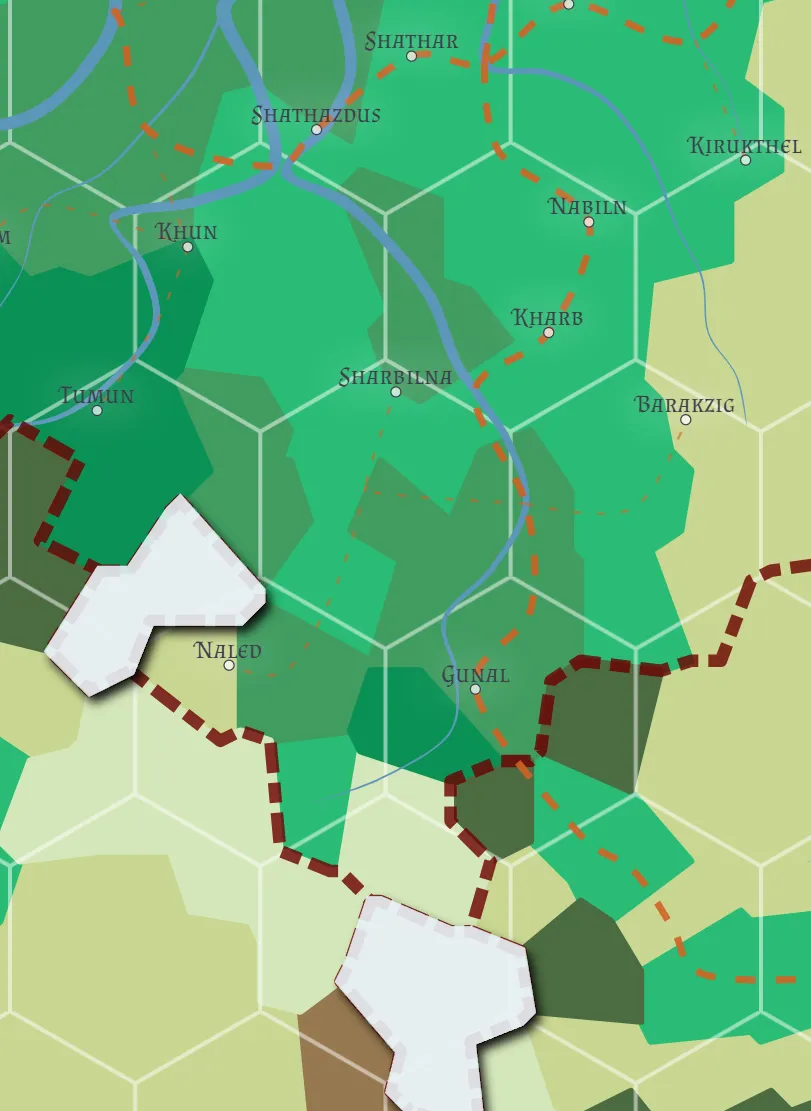 Shathar
Shathazdus
Kirukthel
Nabiln
M
Khun
Kharb
Sharbilna
Tumun
Barakzig
Naled
Gunal